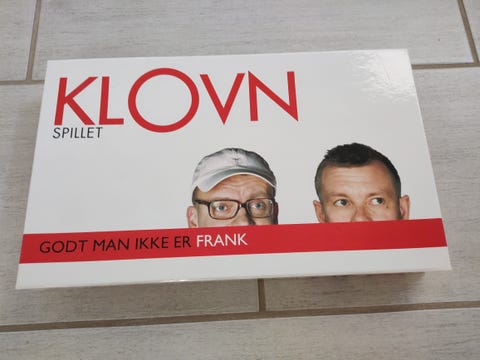 KLOVN
SPILLET
GODT MAN IKKE ER FRANK